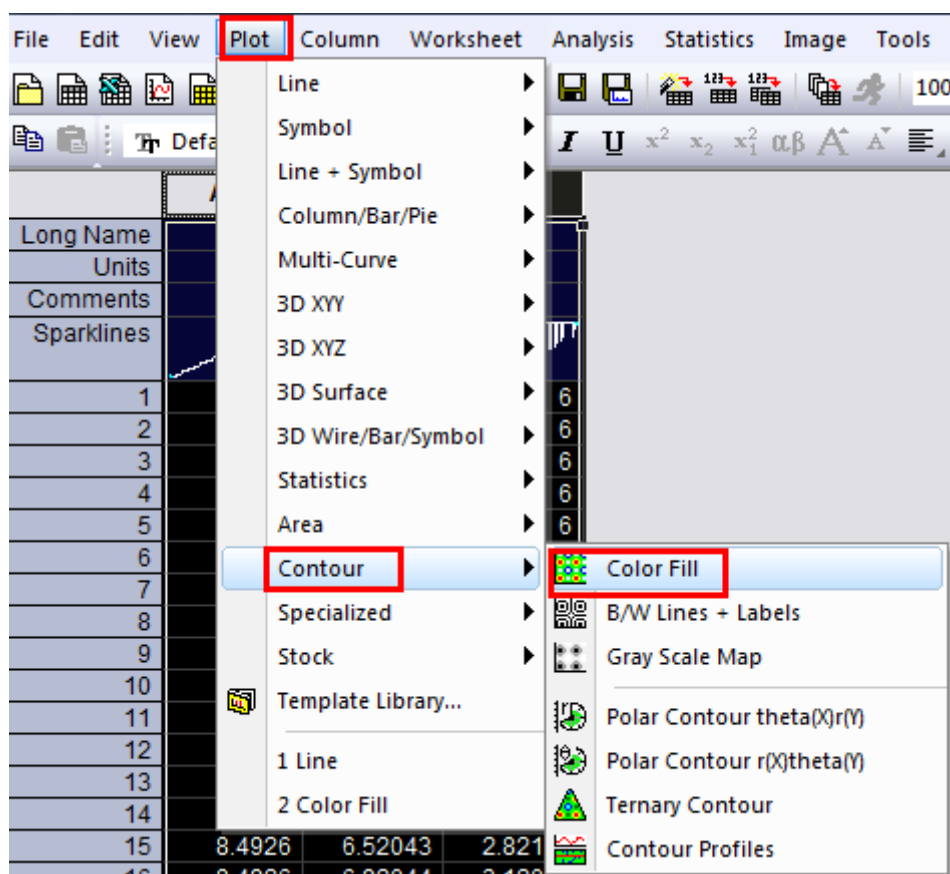 File Edit View Plot Column Worksheet Analysis Statistics Image Tools
100
Defa
I U x² x₂ x²₁ αβ A A
Line
Symbol
Line + Symbol
Column/Bar/Pie
Multi-Curve
3D XYY
3D XYZ
3D Surface
3D Wire/Bar/Symbol
Statistics
Area
Contour
Specialized
Stock
Template Library...
1 Line
2 Color Fill
Color Fill
B/W Lines + Labels
Gray Scale Map
Polar Contour theta(X)r(Y)
Polar Contour r(X)theta(Y)
Ternary Contour
Contour Profiles
Long Name
Units
Comments
Sparklines
1 6
2 6
3 6
4 6
5 6
6
7
8
9
10
11
12
13
14
15 8.4926 6.52043 2.821